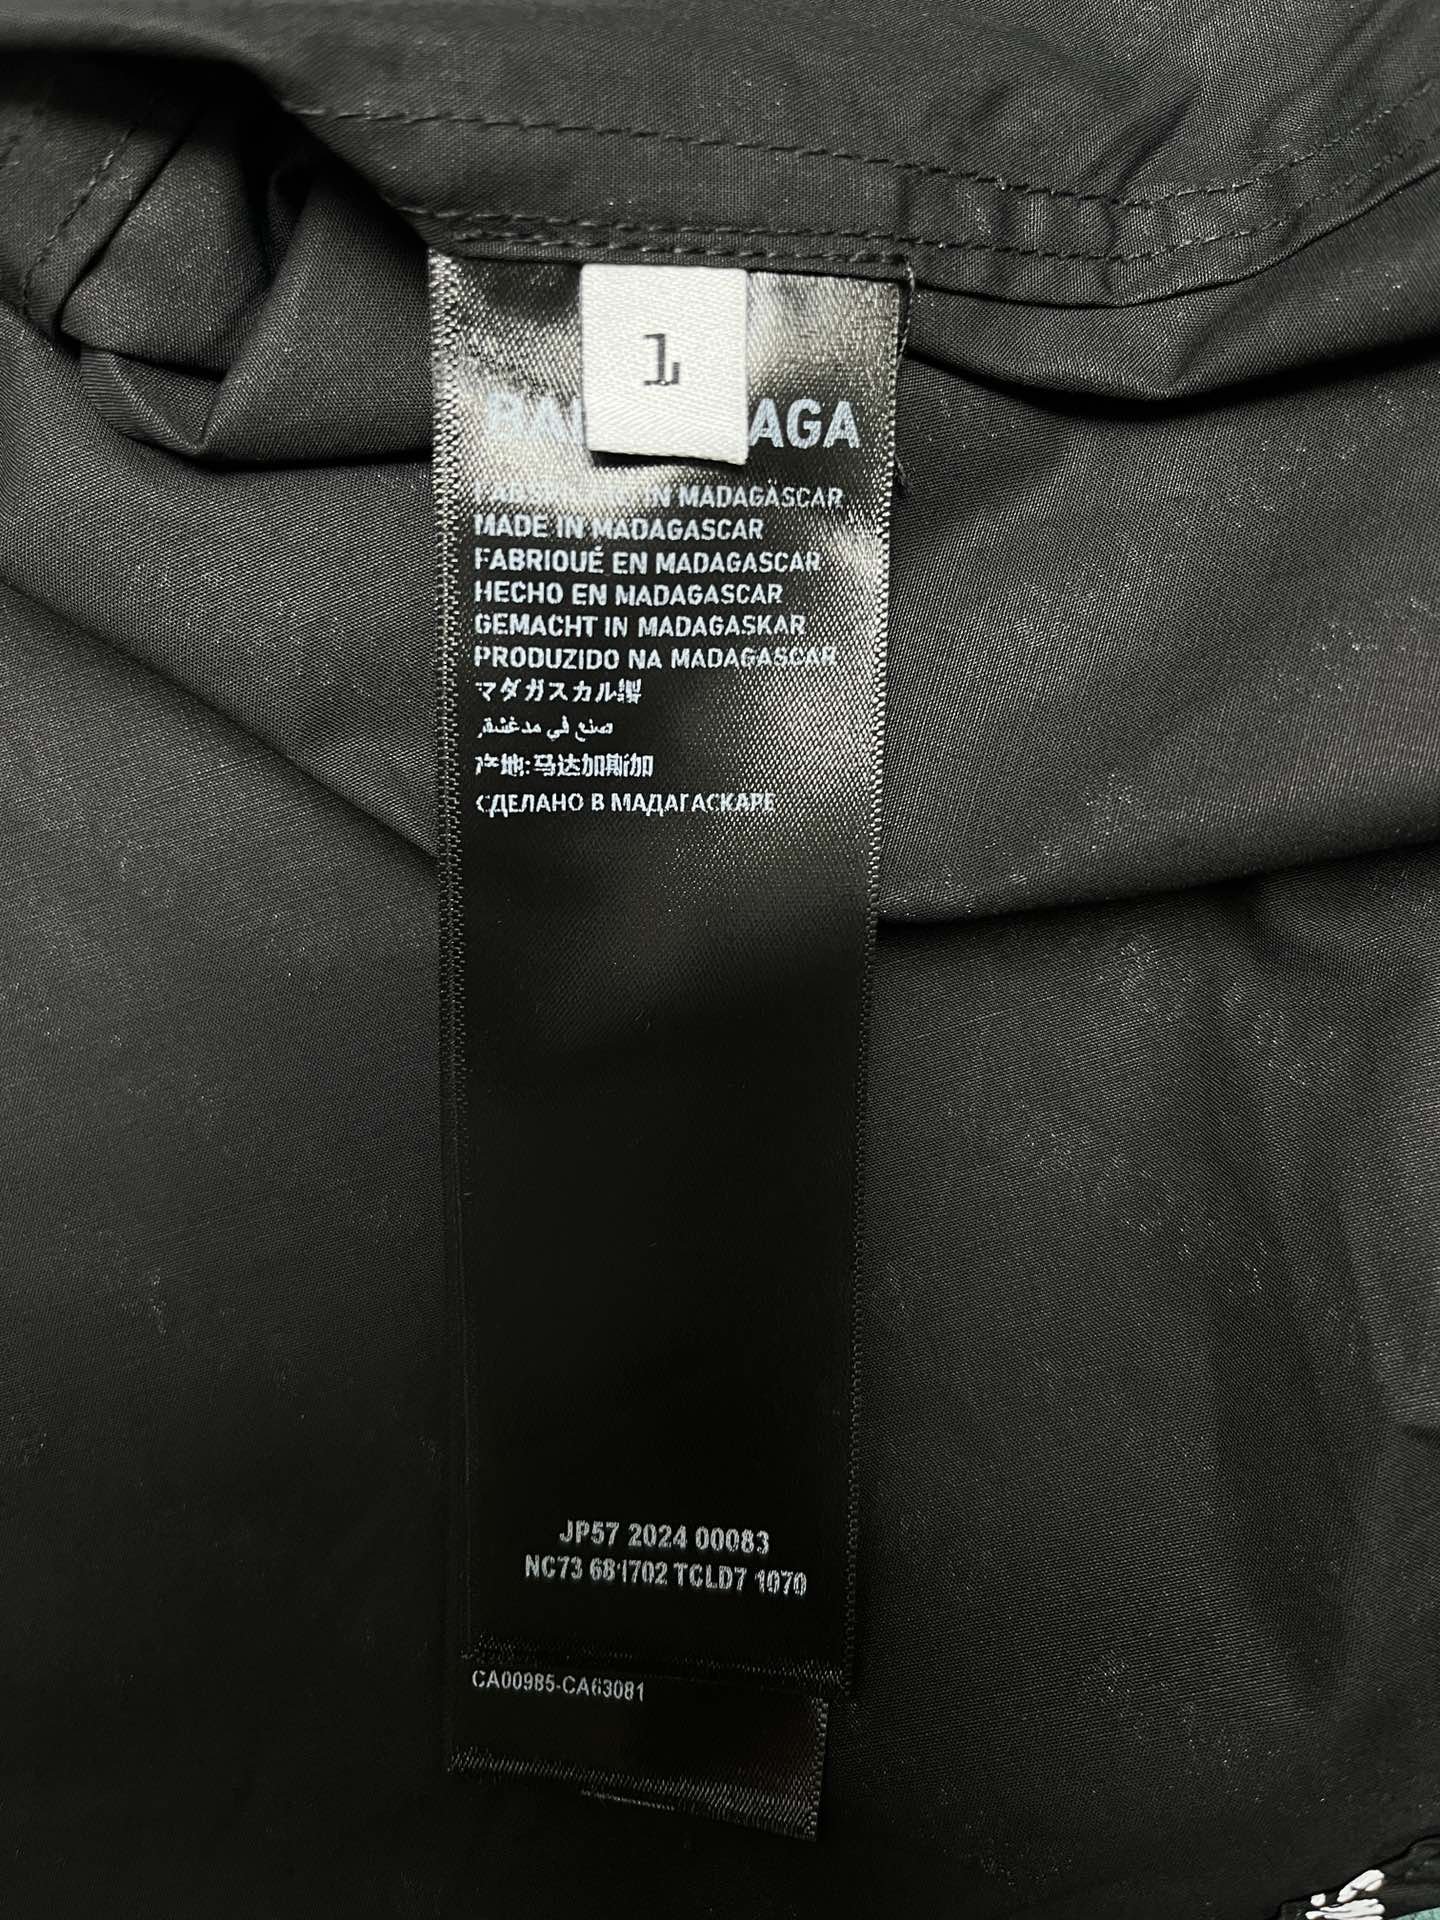 1
AGA
IN MADAGASCAR
MADE IN MADAGASCAR
FABRIQUÉ EN MADAGASCAR
HECHO EN MADAGASCAR
GEMACHT IN MADAGASKAR
PRODUZIDO NA MADAGASCAR
マダガスカル製
تصنع في مدغشقر
产地:马达加斯加
СДЕЛАНО В МАДАГАСКАРЕ
JP57 2024 00083
NC73 681702 TCLD7 1070
CA00985-CA63081